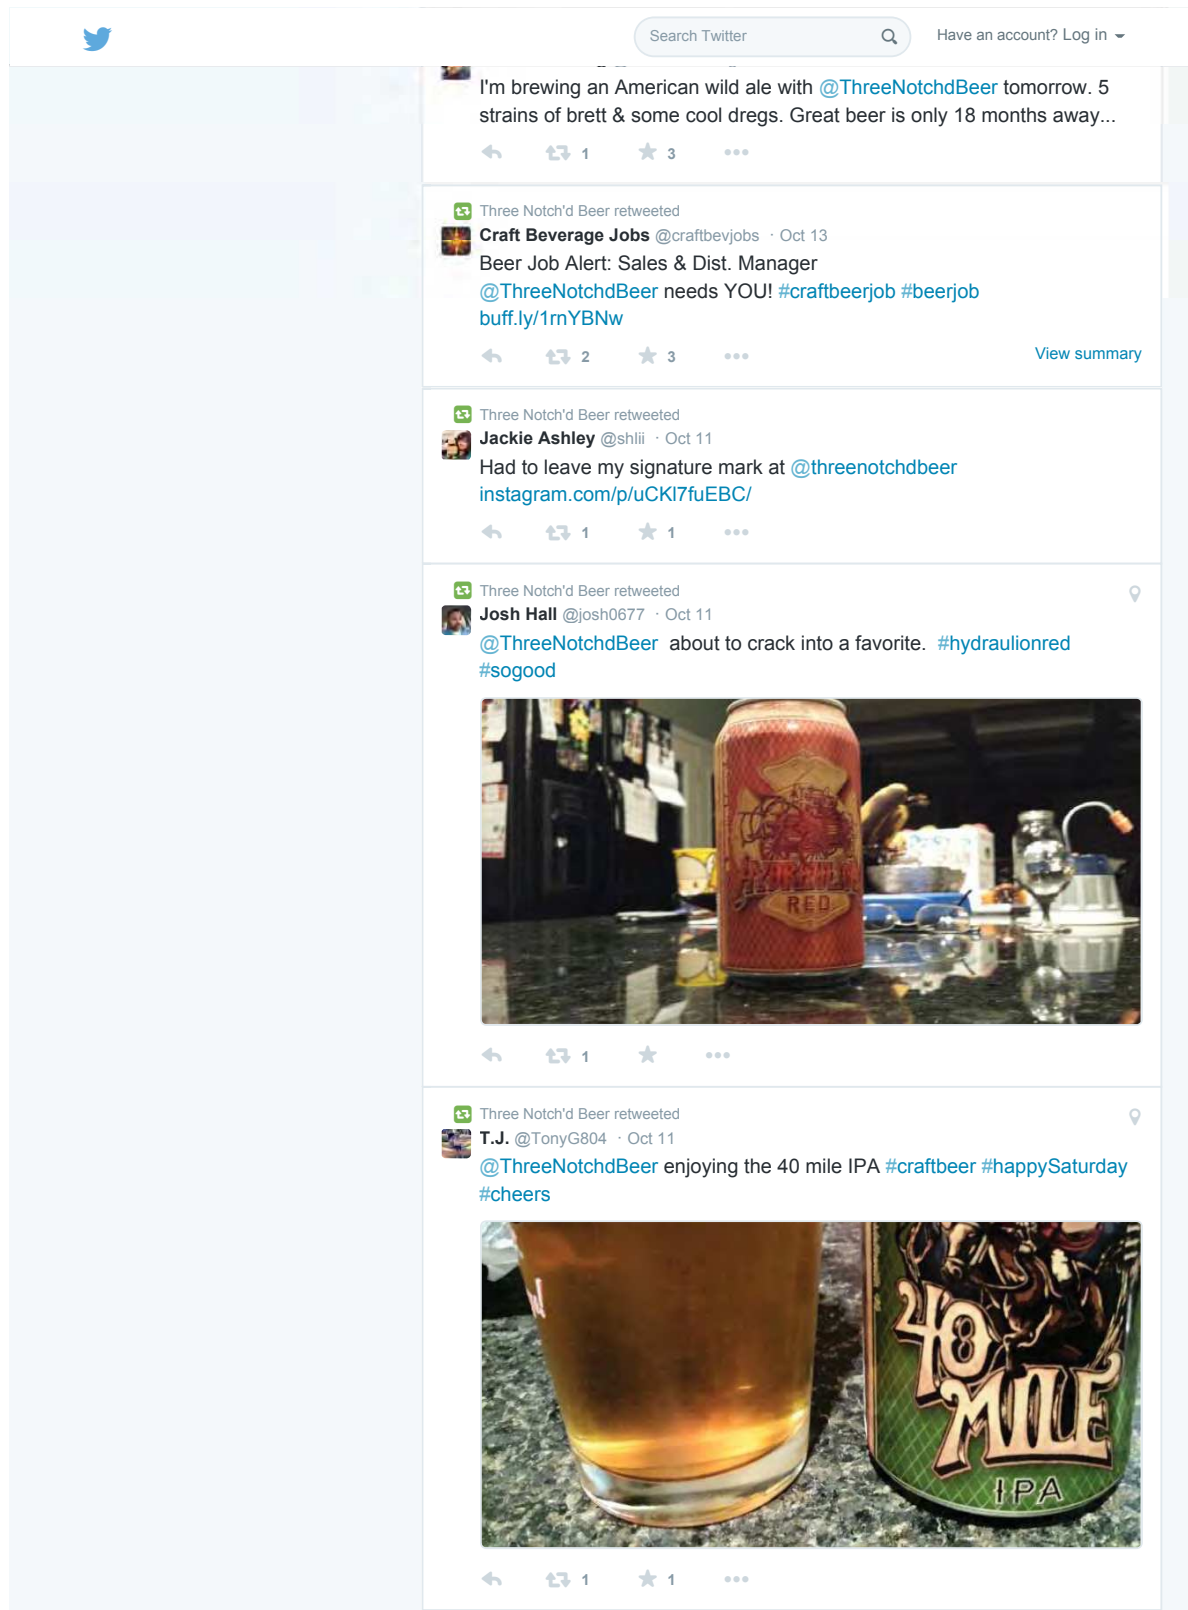 Search Twitter
Have an account? Log in
I'm brewing an American wild ale with @ThreeNotchdBeer tomorrow. 5
strains of brett & some cool dregs. Great beer is only 18 months away...
1 3
Three Notch'd Beer retweeted
Craft Beverage Jobs @craftbevjobs · Oct 13
Beer Job Alert: Sales & Dist. Manager
@ThreeNotchdBeer needs YOU! #craftbeerjob #beerjob
buff.ly/1rnYBNw
2 3 View summary
Three Notch'd Beer retweeted
Jackie Ashley @shlii · Oct 11
Had to leave my signature mark at @threenotchdbeer
instagram.com/p/uCKl7fuEBC/
1 1
Three Notch'd Beer retweeted
Josh Hall @josh0677 · Oct 11
@ThreeNotchdBeer about to crack into a favorite. #hydraulionred
#sogood
RED
1
Three Notch'd Beer retweeted
T.J. @TonyG804 · Oct 11
@ThreeNotchdBeer enjoying the 40 mile IPA #craftbeer #happySaturday
#cheers
40
MILE
IPA
1 1